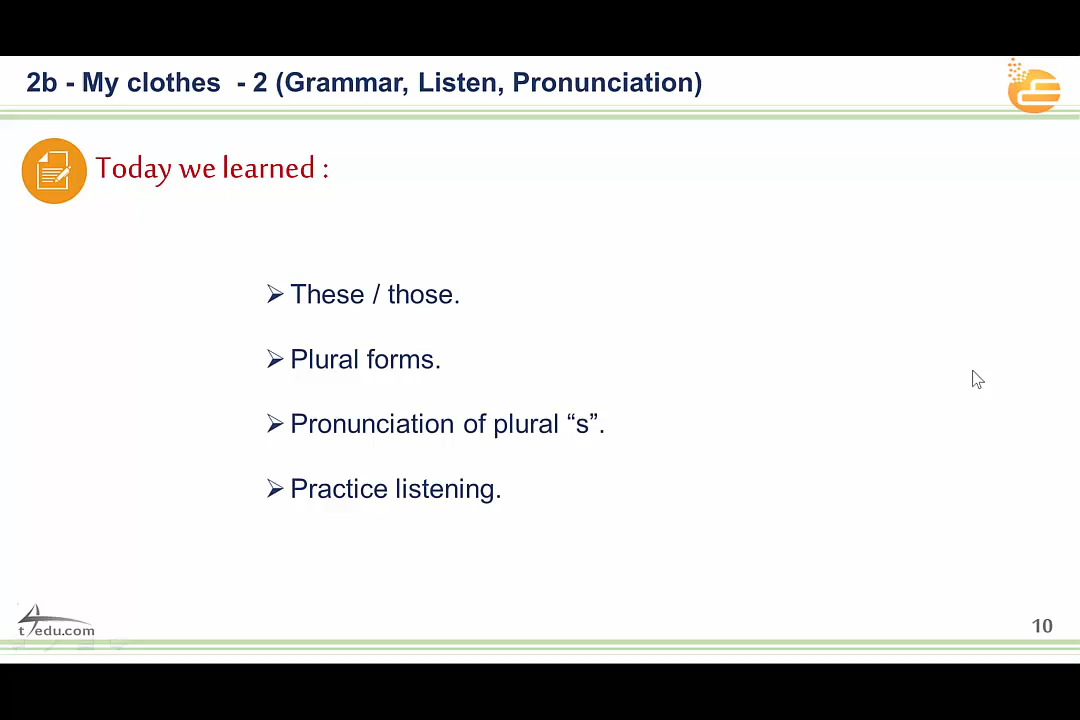 2b - My clothes - 2 (Grammar, Listen, Pronunciation)
Today we learned :
➢ These / those.
➢ Plural forms.
➢ Pronunciation of plural “s”.
➢ Practice listening.
t4edu.com
10